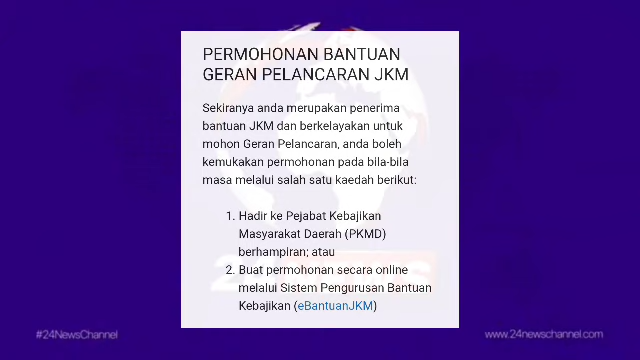 PERMOHONAN BANTUAN
GERAN PELANCARAN JKM
Sekiranya anda merupakan penerima
bantuan JKM dan berkelayakan untuk
mohon Geran Pelancaran, anda boleh
kemukakan permohonan pada bila-bila
masa melalui salah satu kaedah berikut:
1. Hadir ke Pejabat Kebajikan
Masyarakat Daerah (PKMD)
berhampiran; atau
2. Buat permohonan secara online
melalui Sistem Pengurusan Bantuan
Kebajikan (eBantuanJKM)
#24NewsChannel
www.24newschannel.com